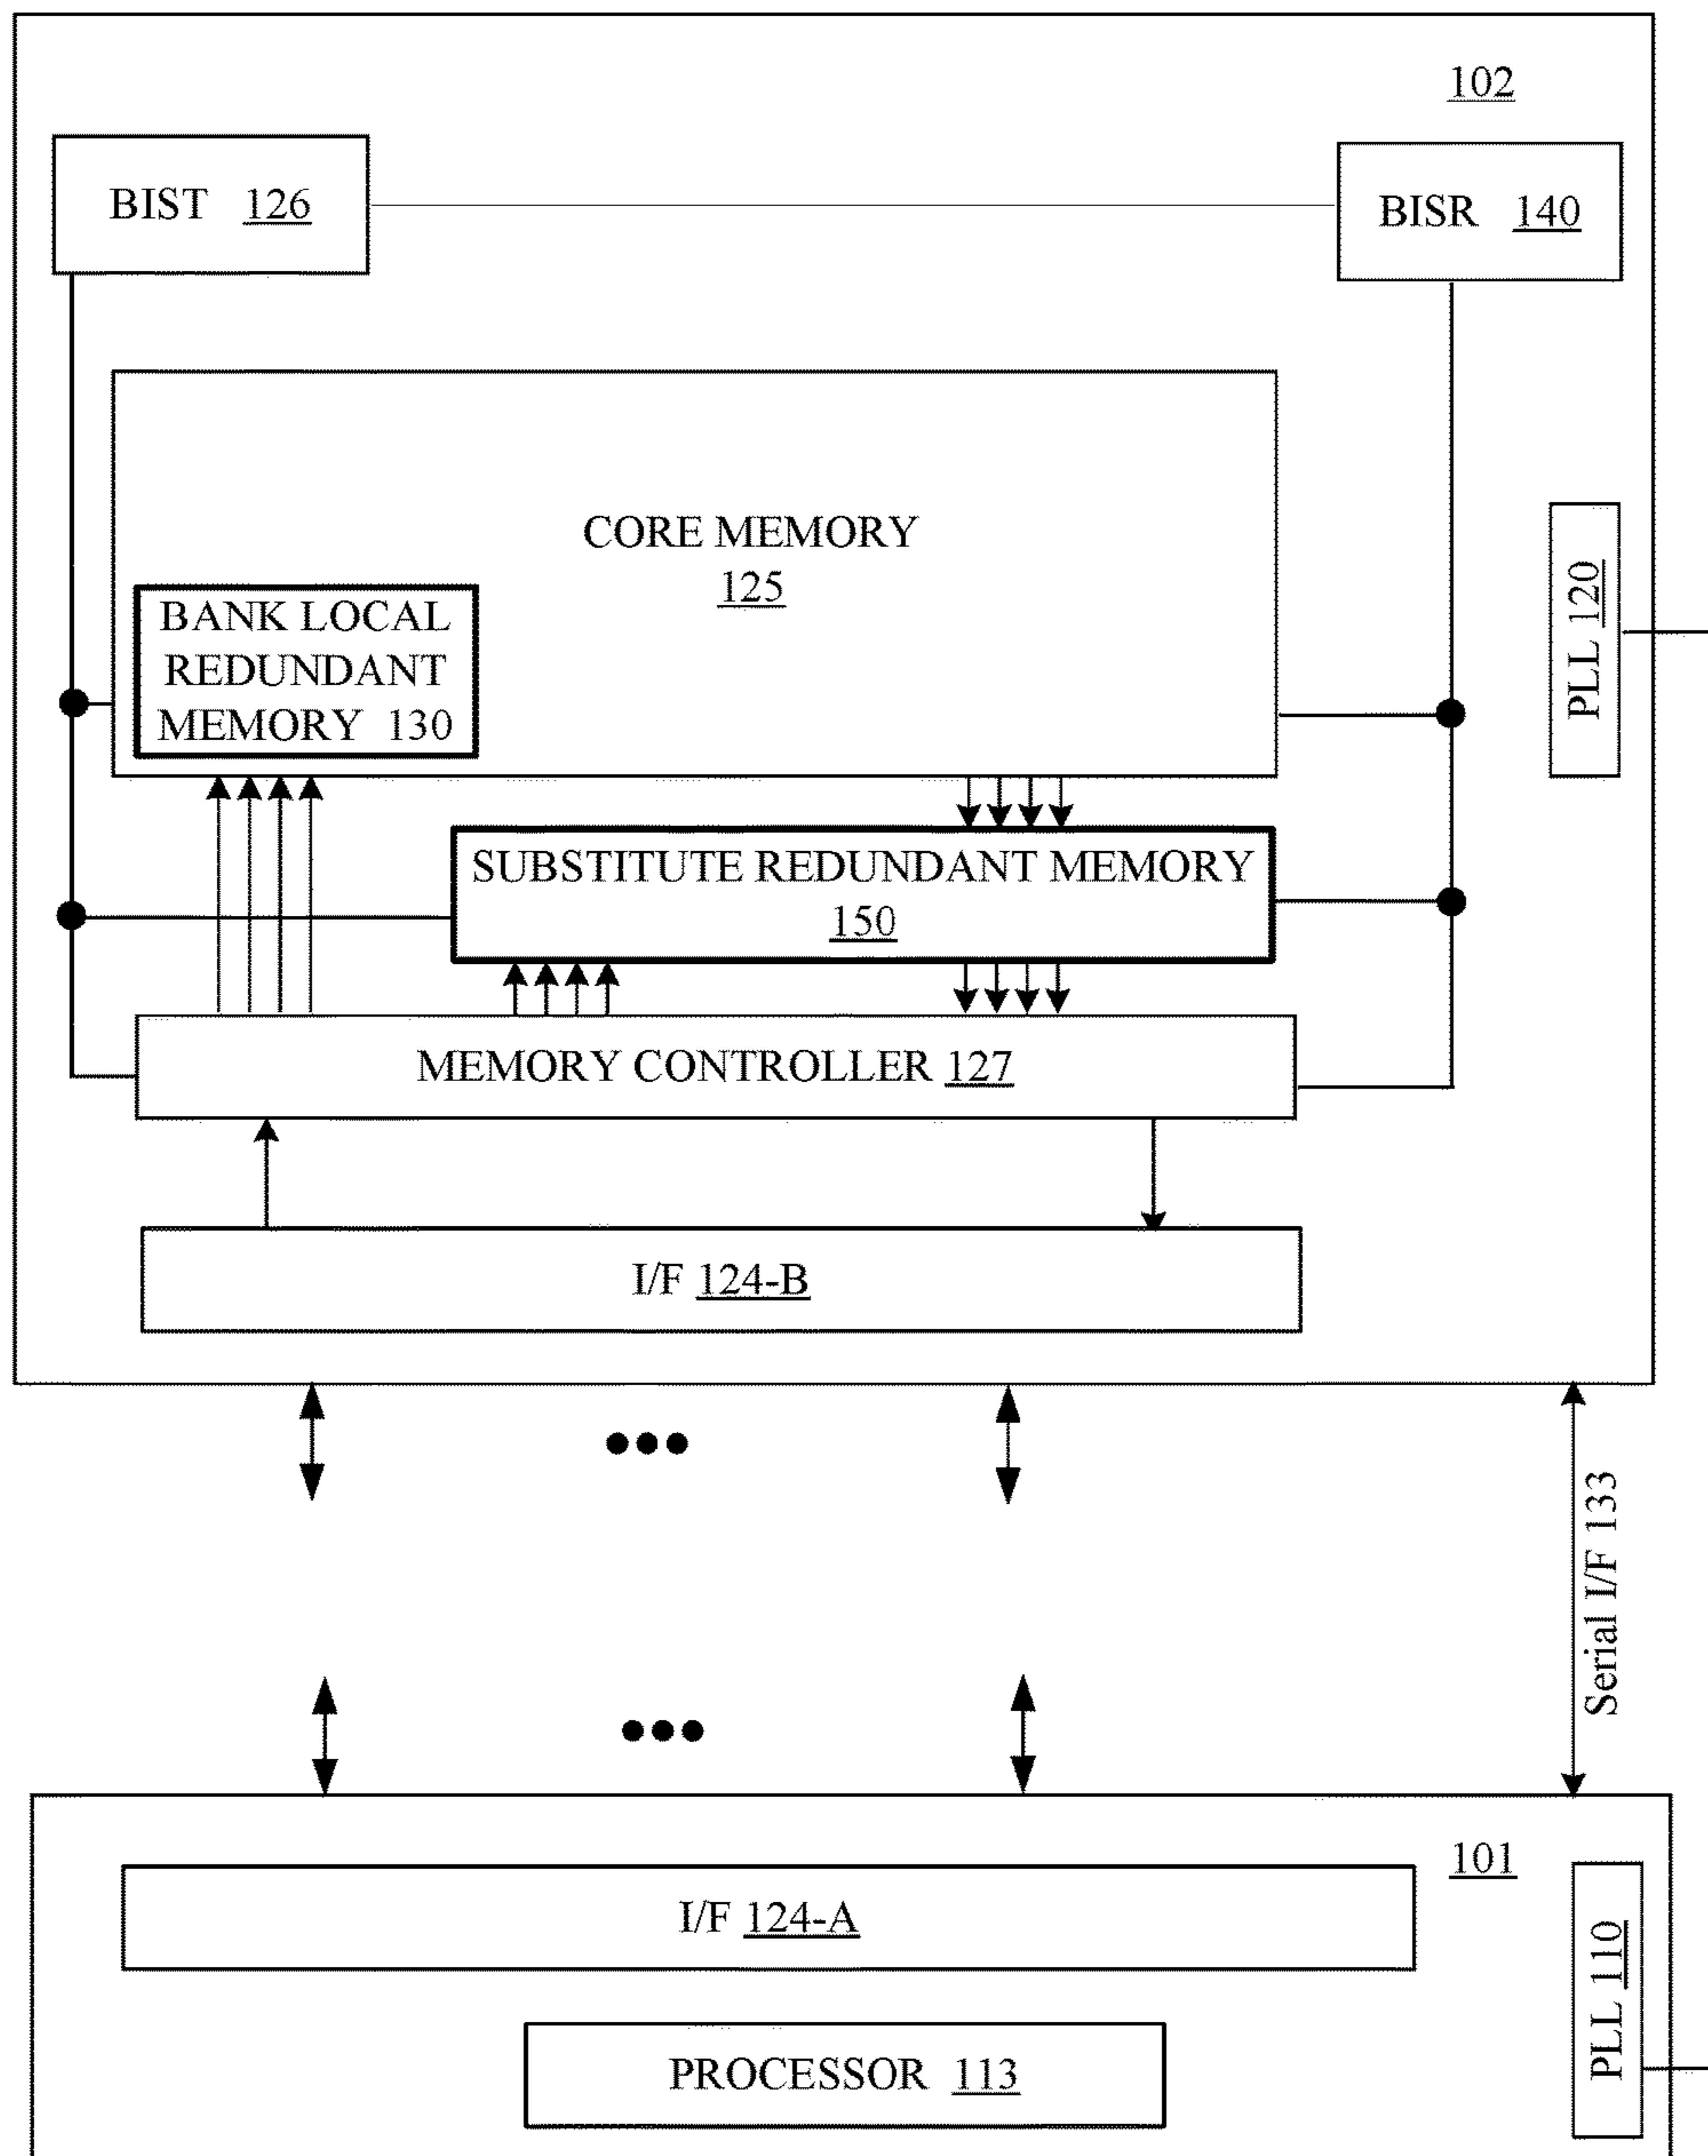 102
BIST 126
BISR 140
CORE MEMORY
125
BANK LOCAL
REDUNDANT
MEMORY 130
PLL 120
SUBSTITUTE REDUNDANT MEMORY
150
MEMORY CONTROLLER 127
I/F 124-B
Serial I/F 133
101
I/F 124-A
PLL 110
PROCESSOR 113